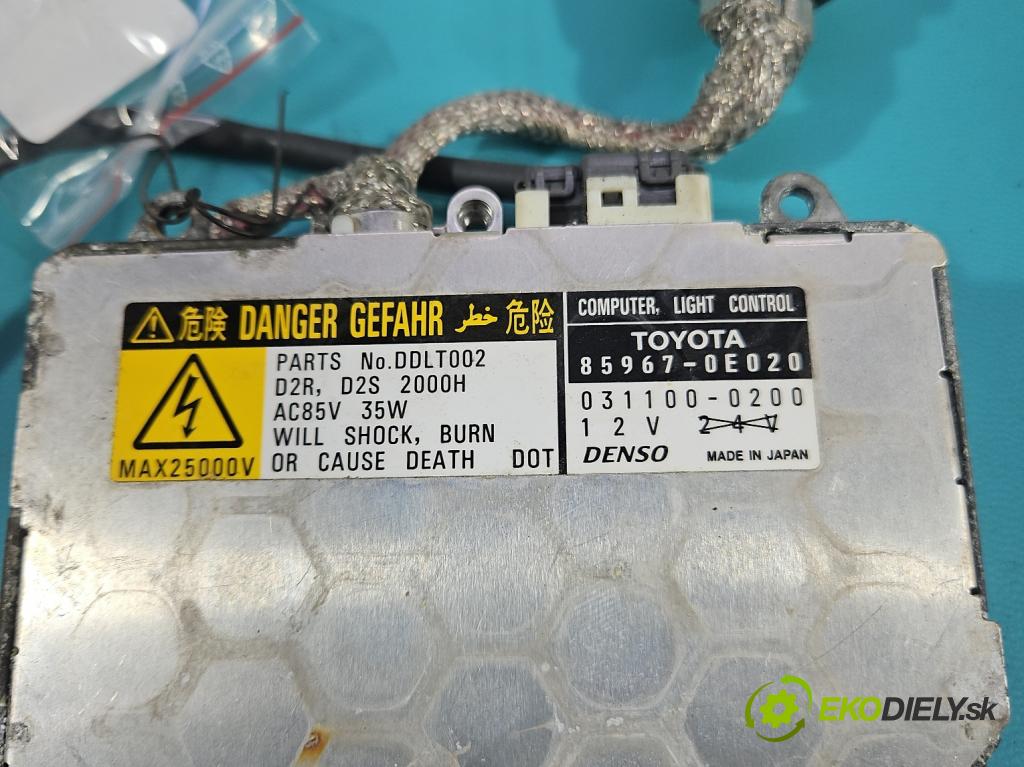 危険 DANGER GEFAHR خطر 危险
PARTS No.DDLT002
D2R, D2S 2000H
AC85V 35W
WILL SHOCK, BURN
OR CAUSE DEATH DOT
MAX25000V
COMPUTER, LIGHT CONTROL
TOYOTA
85967-0E020
031100-0200
12V 24V
DENSO MADE IN JAPAN
EKODIELY.sk